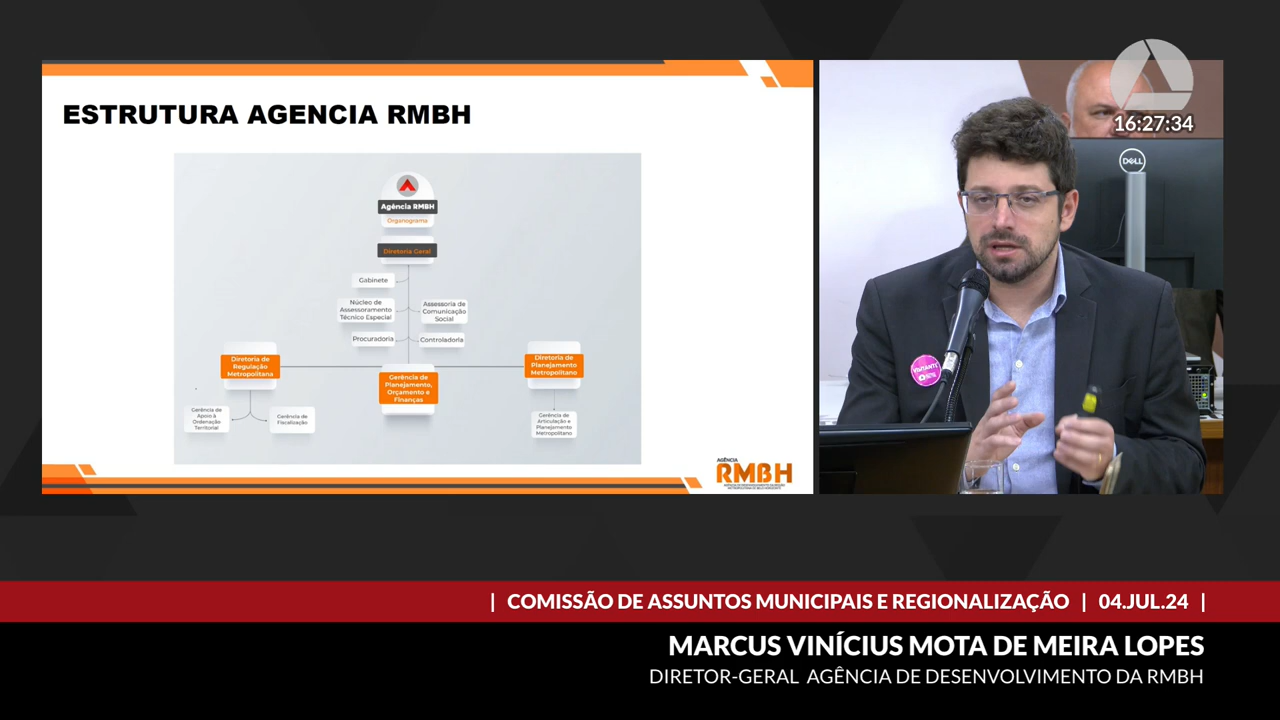 ESTRUTURA AGENCIA RMBH
Agência RMBH
Organograma
Diretoria Geral
Gabinete
Núcleo de
Assessoramento
Técnico Especial
Assessoria de
Comunicação
Social
Procuradoria
Controladoria
Diretoria de
Regulação
Metropolitana
Gerência de
Planejamento,
Orçamento e
Finanças
Diretoria de
Planejamento
Metropolitano
Gerência de
Apoio à
Ordenação
Territorial
Gerência de
Fiscalização
Gerência de
Articulação e
Planejamento
Metropolitano
AGÊNCIA
RMBH
16:27:34
DELL
VISITANTE
| COMISSÃO DE ASSUNTOS MUNICIPAIS E REGIONALIZAÇÃO | 04.JUL.24 |
MARCUS VINÍCIUS MOTA DE MEIRA LOPES
DIRETOR-GERAL AGÊNCIA DE DESENVOLVIMENTO DA RMBH